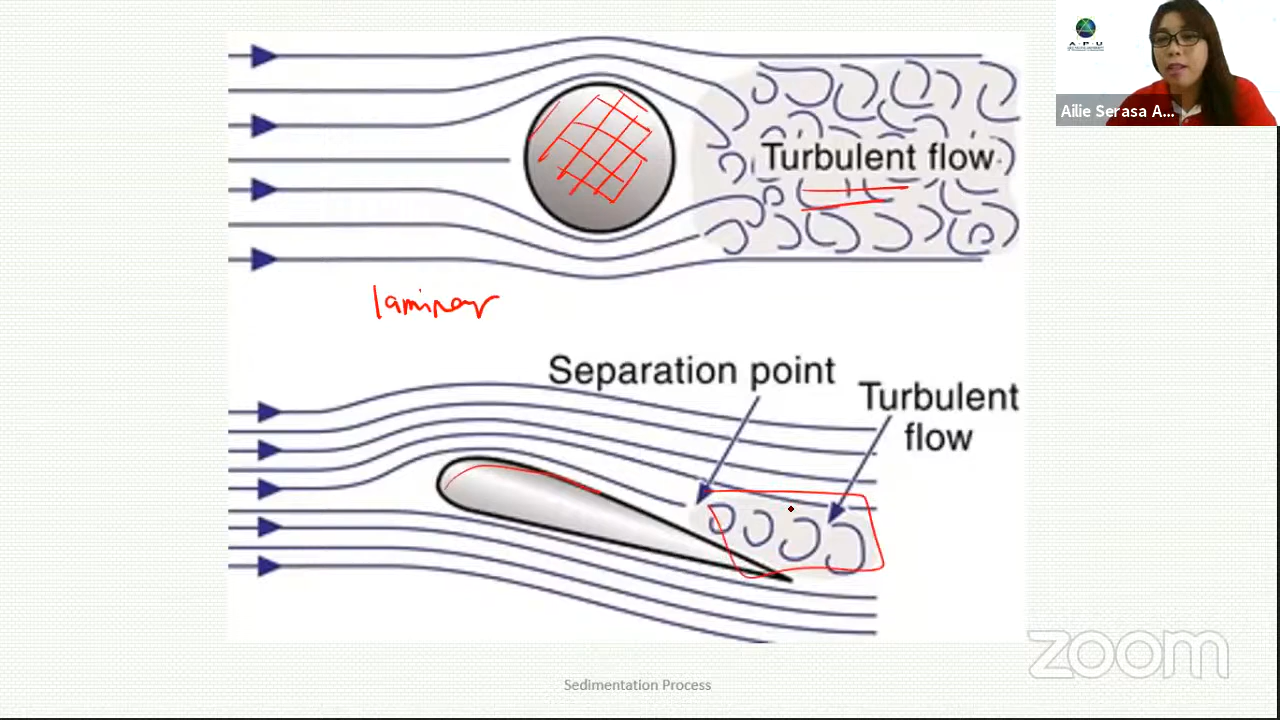 A · P · U
Ailie Serasa A...
Turbulent flow
laminar
Separation point
Turbulent
flow
zoom
Sedimentation Process